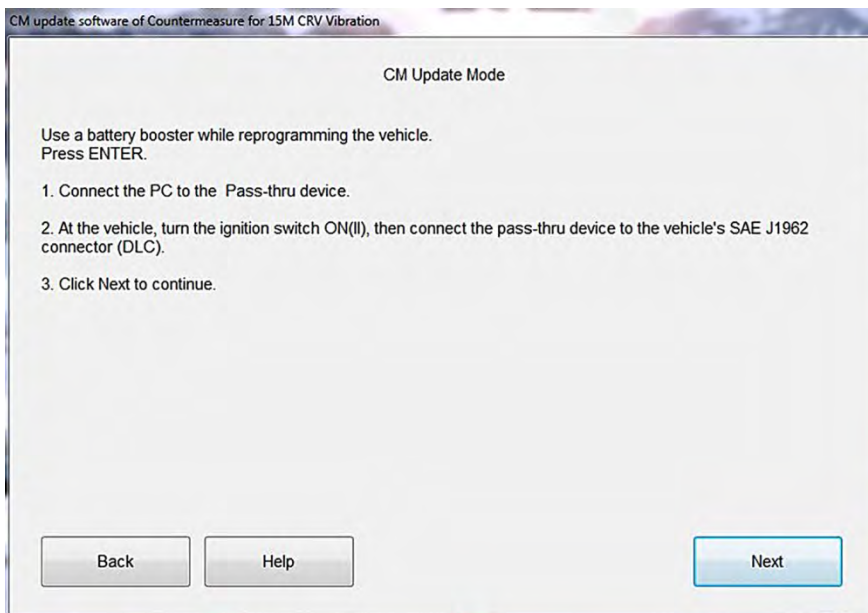 CM update software of Countermeasure for 15M CRV Vibration
CM Update Mode
Use a battery booster while reprogramming the vehicle.
Press ENTER.
1. Connect the PC to the Pass-thru device.
2. At the vehicle, turn the ignition switch ON(II), then connect the pass-thru device to the vehicle's SAE J1962
connector (DLC).
3. Click Next to continue.
Back
Help
Next